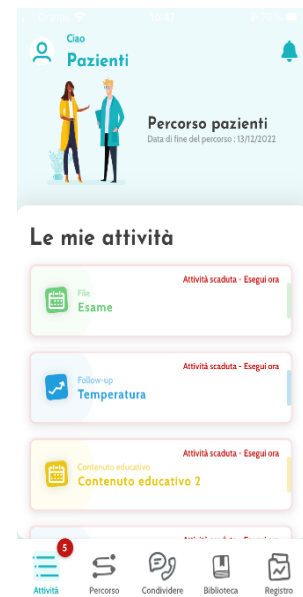 Ciao
Pazienti
Percorso pazienti
Data di fine del percorso : 13/12/2022
Le mie attività
Attività scaduta - Esegui ora
File
Esame
Attività scaduta - Esegui ora
Follow-up
Temperatura
Attività scaduta - Esegui ora
Contenuto educativo
Contenuto educativo 2
5
Attività
Percorso
Condividere
Biblioteca
Registro